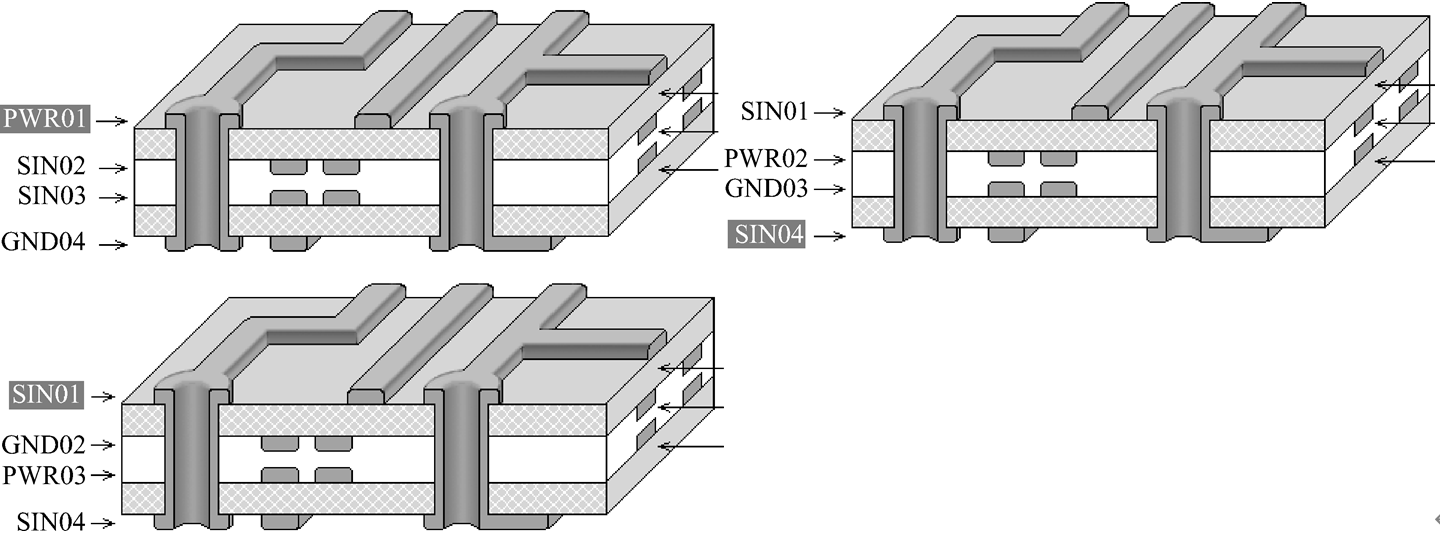 PWR01
SIN02
SIN03
GND04
SIN01
PWR02
GND03
SIN04
SIN01
GND02
PWR03
SIN04